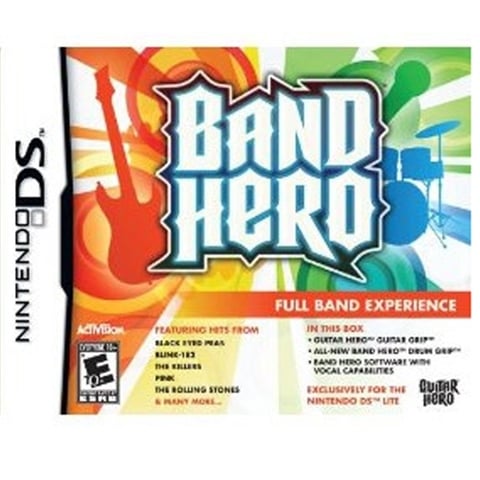 NINTENDO DS™
BAND
HERO
FULL BAND EXPERIENCE
ACTIVISION
FEATURING HITS FROM
BLACK EYED PEAS
BLINK-182
THE KILLERS
PINK
THE ROLLING STONES
& MANY MORE...
IN THIS BOX
• GUITAR HERO™ GUITAR GRIP™
• ALL-NEW BAND HERO™ DRUM GRIP™
• BAND HERO SOFTWARE WITH
VOCAL CAPABILITIES
EXCLUSIVELY FOR THE
NINTENDO DS™ LITE
EVERYONE 10+
E
10+
ESRB
GUITAR
HERO